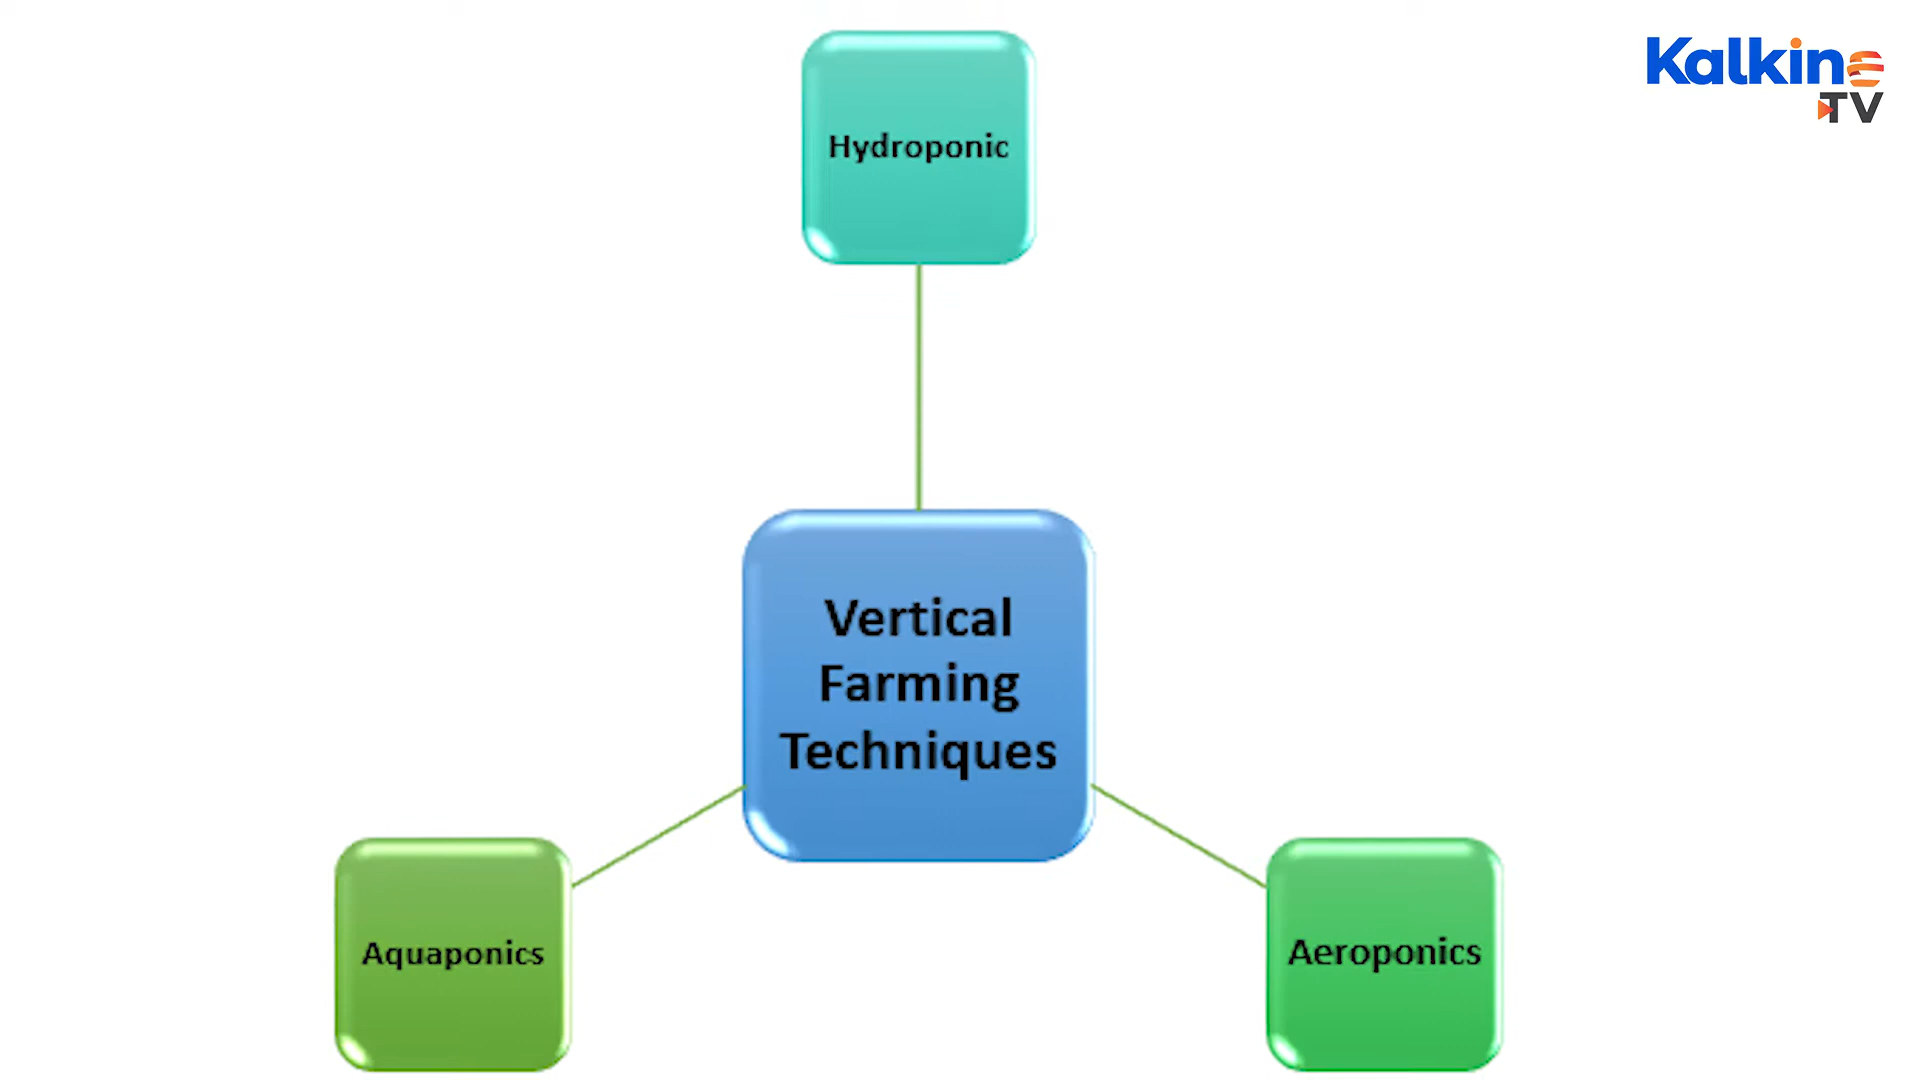 Kalkine
TV
Hydroponic
Vertical
Farming
Techniques
Aquaponics
Aeroponics